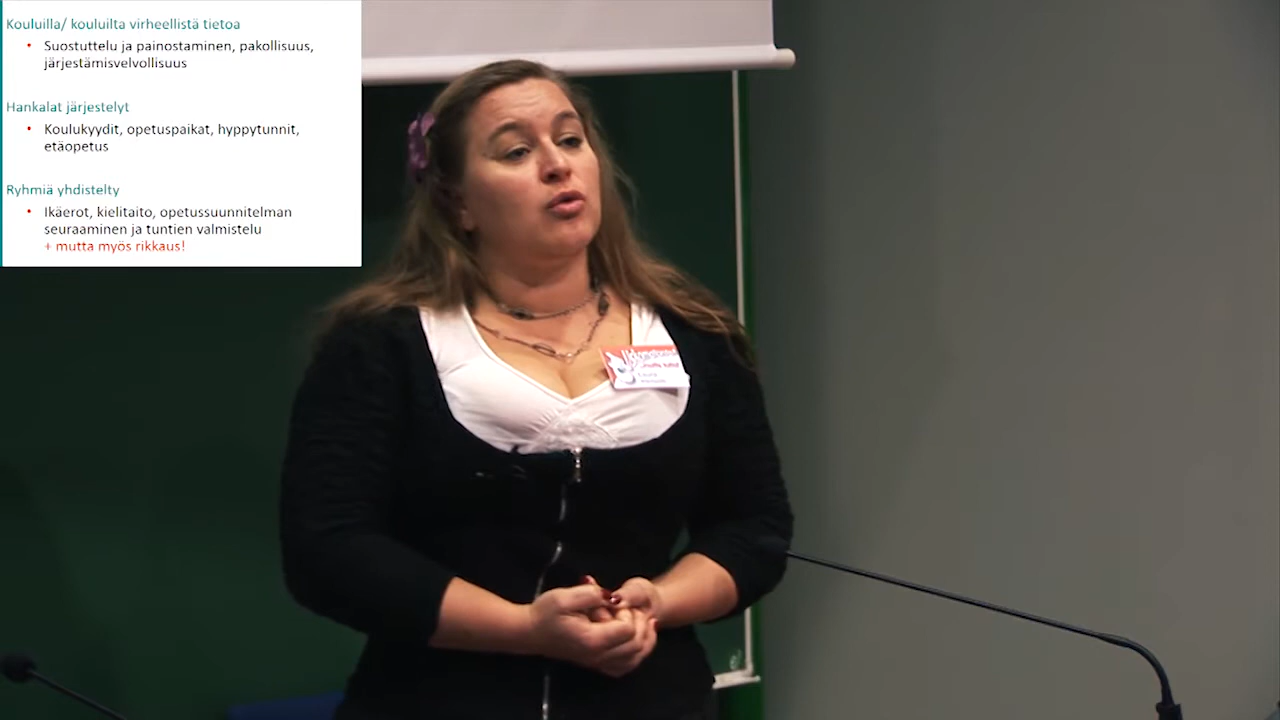 Kouluilla/ kouluilta virheellistä tietoa
• Suostuttelu ja painostaminen, pakollisuus,
järjestämisvelvollisuus
Hankalat järjestelyt
• Koulukyydit, opetuspaikat, hyppytunnit,
etäopetus
Ryhmiä yhdistelty
• Ikäerot, kielitaito, opetussuunnitelman
seuraaminen ja tuntien valmistelu
+ mutta myös rikkaus!